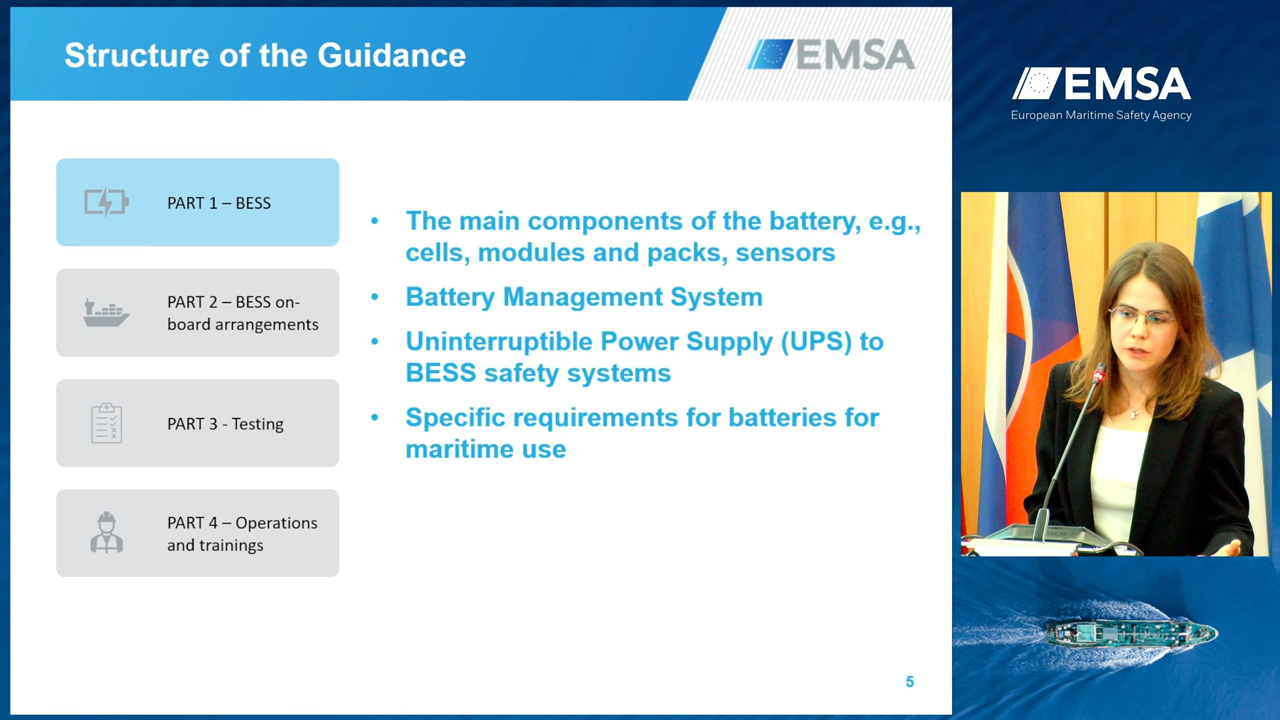 Structure of the Guidance
EMSA
EMSA
European Maritime Safety Agency
PART 1 – BESS
PART 2 – BESS on-
board arrangements
PART 3 - Testing
PART 4 – Operations
and trainings
• The main components of the battery, e.g.,
cells, modules and packs, sensors
• Battery Management System
• Uninterruptible Power Supply (UPS) to
BESS safety systems
• Specific requirements for batteries for
maritime use
5